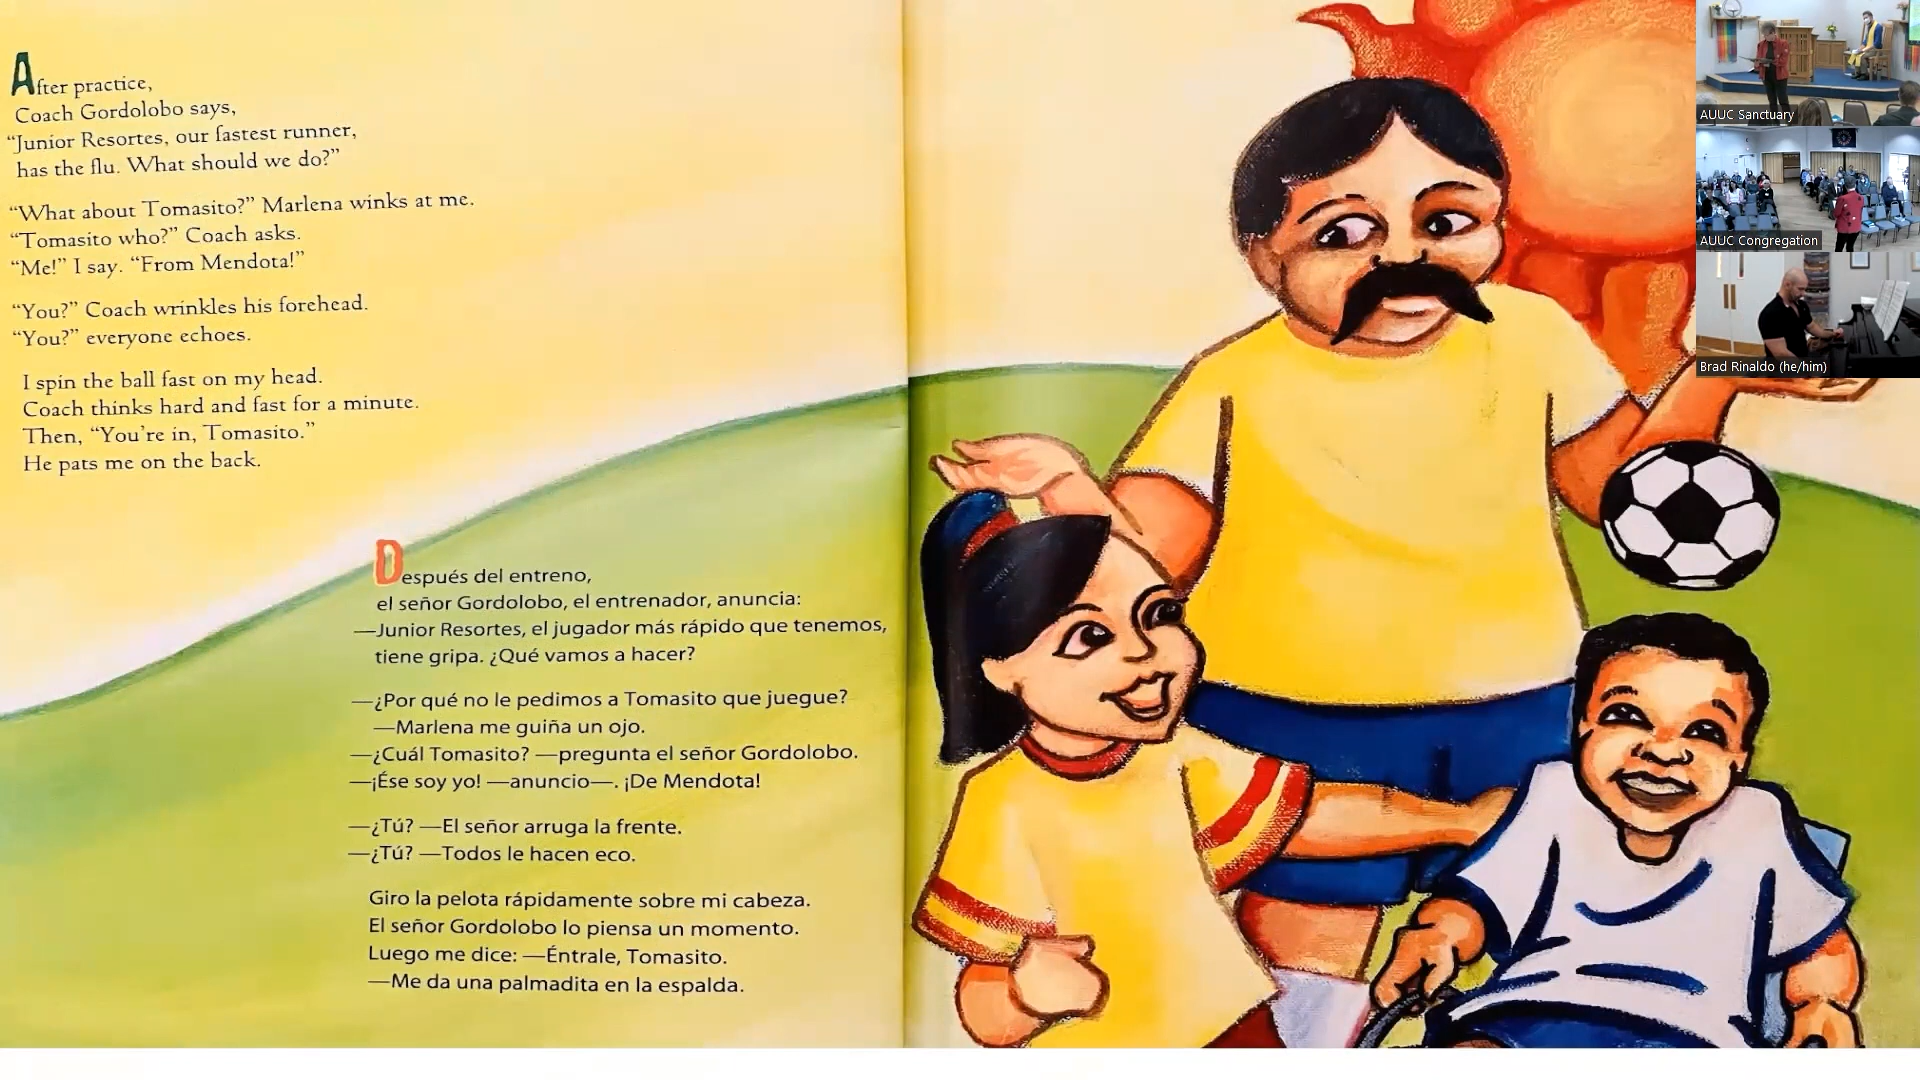 After practice,
Coach Gordolobo says,
“Junior Resortes, our fastest runner,
has the flu. What should we do?”
“What about Tomasito?” Marlena winks at me.
“Tomasito who?” Coach asks.
“Me!” I say. “From Mendota!”
“You?” Coach wrinkles his forehead.
“You?” everyone echoes.
I spin the ball fast on my head.
Coach thinks hard and fast for a minute.
Then, “You’re in, Tomasito.”
He pats me on the back.
Después del entreno,
el señor Gordolobo, el entrenador, anuncia:
—Junior Resortes, el jugador más rápido que tenemos,
tiene gripa. ¿Qué vamos a hacer?
—¿Por qué no le pedimos a Tomasito que juegue?
—Marlena me guiña un ojo.
—¿Cuál Tomasito? —pregunta el señor Gordolobo.
—¡Ése soy yo! —anuncio—. ¡De Mendota!
—¿Tú? —El señor arruga la frente.
—¿Tú? —Todos le hacen eco.
Giro la pelota rápidamente sobre mi cabeza.
El señor Gordolobo lo piensa un momento.
Luego me dice: —Éntrale, Tomasito.
—Me da una palmadita en la espalda.
AUUC Sanctuary
AUUC Congregation
Brad Rinaldo (he/him)